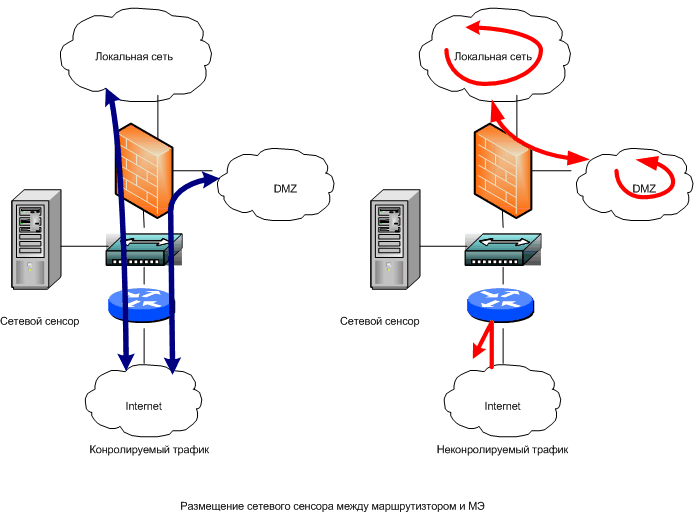 Локальная сеть
Локальная сеть
DMZ
DMZ
Сетевой сенсор
Сетевой сенсор
Internet
Internet
Конролируемый трафик
Неконролируемый трафик
Размещение сетевого сенсора между маршрутизтором и МЭ